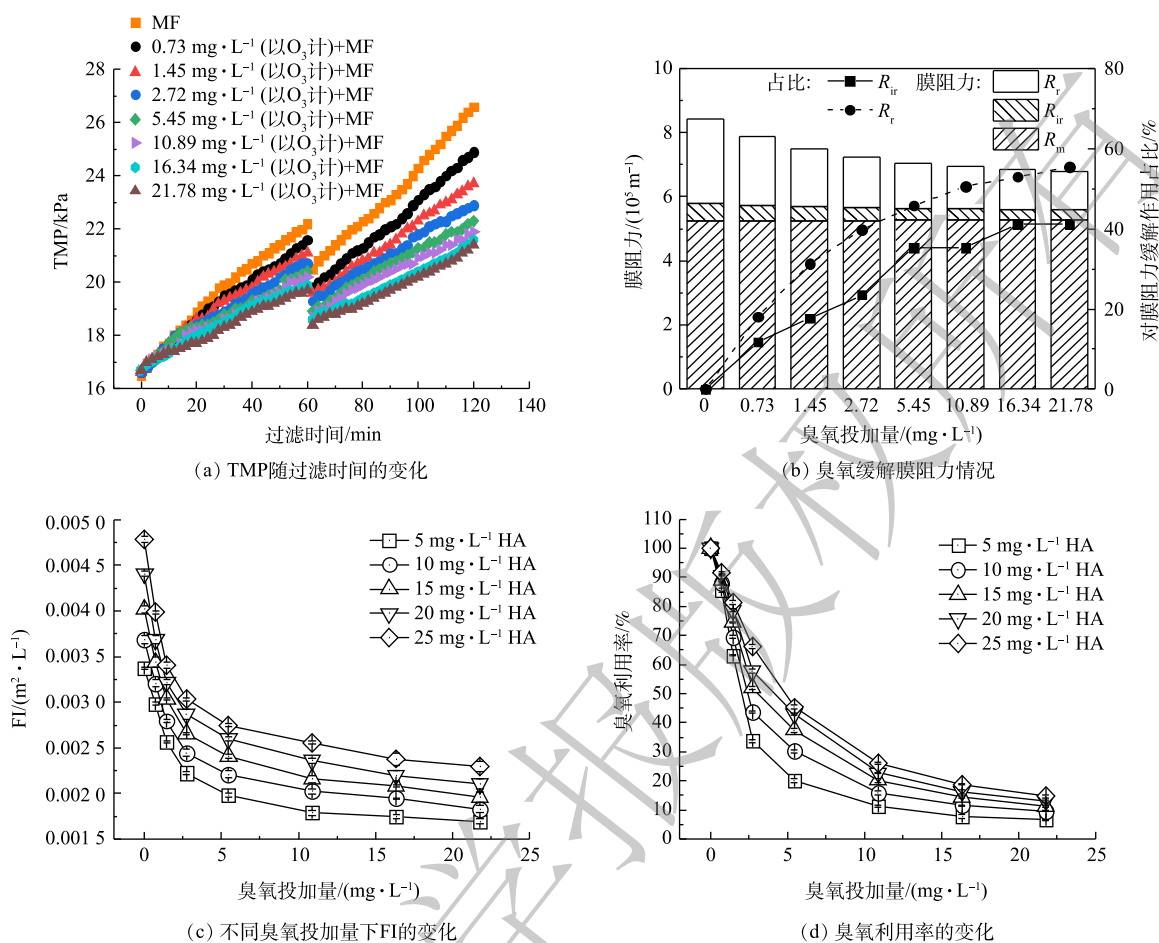 MF
0.73 mg·L⁻¹ (以O₃计)+MF
1.45 mg·L⁻¹ (以O₃计)+MF
2.72 mg·L⁻¹ (以O₃计)+MF
5.45 mg·L⁻¹ (以O₃计)+MF
10.89 mg·L⁻¹ (以O₃计)+MF
16.34 mg·L⁻¹ (以O₃计)+MF
21.78 mg·L⁻¹ (以O₃计)+MF
28
26
24
22
20
18
16
TMP/kPa
0 20 40 60 80 100 120 140
过滤时间/min
(a) TMP随过滤时间的变化
占比: Rir 膜阻力: Rr
Rr Rir
Rm
10
8
6
4
2
0
膜阻力/(10⁵ m⁻¹)
80
60
40
20
0
对膜阻力缓解作用占比/%
0 0.73 1.45 2.72 5.45 10.89 16.34 21.78
臭氧投加量/(mg·L⁻¹)
(b) 臭氧缓解膜阻力情况
0.005 0
0.004 5
0.004 0
0.003 5
0.003 0
0.002 5
0.002 0
0.001 5
FI/(m²·L⁻¹)
5 mg·L⁻¹ HA
10 mg·L⁻¹ HA
15 mg·L⁻¹ HA
20 mg·L⁻¹ HA
25 mg·L⁻¹ HA
0 5 10 15 20 25
臭氧投加量/(mg·L⁻¹)
(c) 不同臭氧投加量下FI的变化
110
100
90
80
70
60
50
40
30
20
10
0
臭氧利用率/%
5 mg·L⁻¹ HA
10 mg·L⁻¹ HA
15 mg·L⁻¹ HA
20 mg·L⁻¹ HA
25 mg·L⁻¹ HA
0 5 10 15 20 25
臭氧投加量/(mg·L⁻¹)
(d) 臭氧利用率的变化
学报版权所有